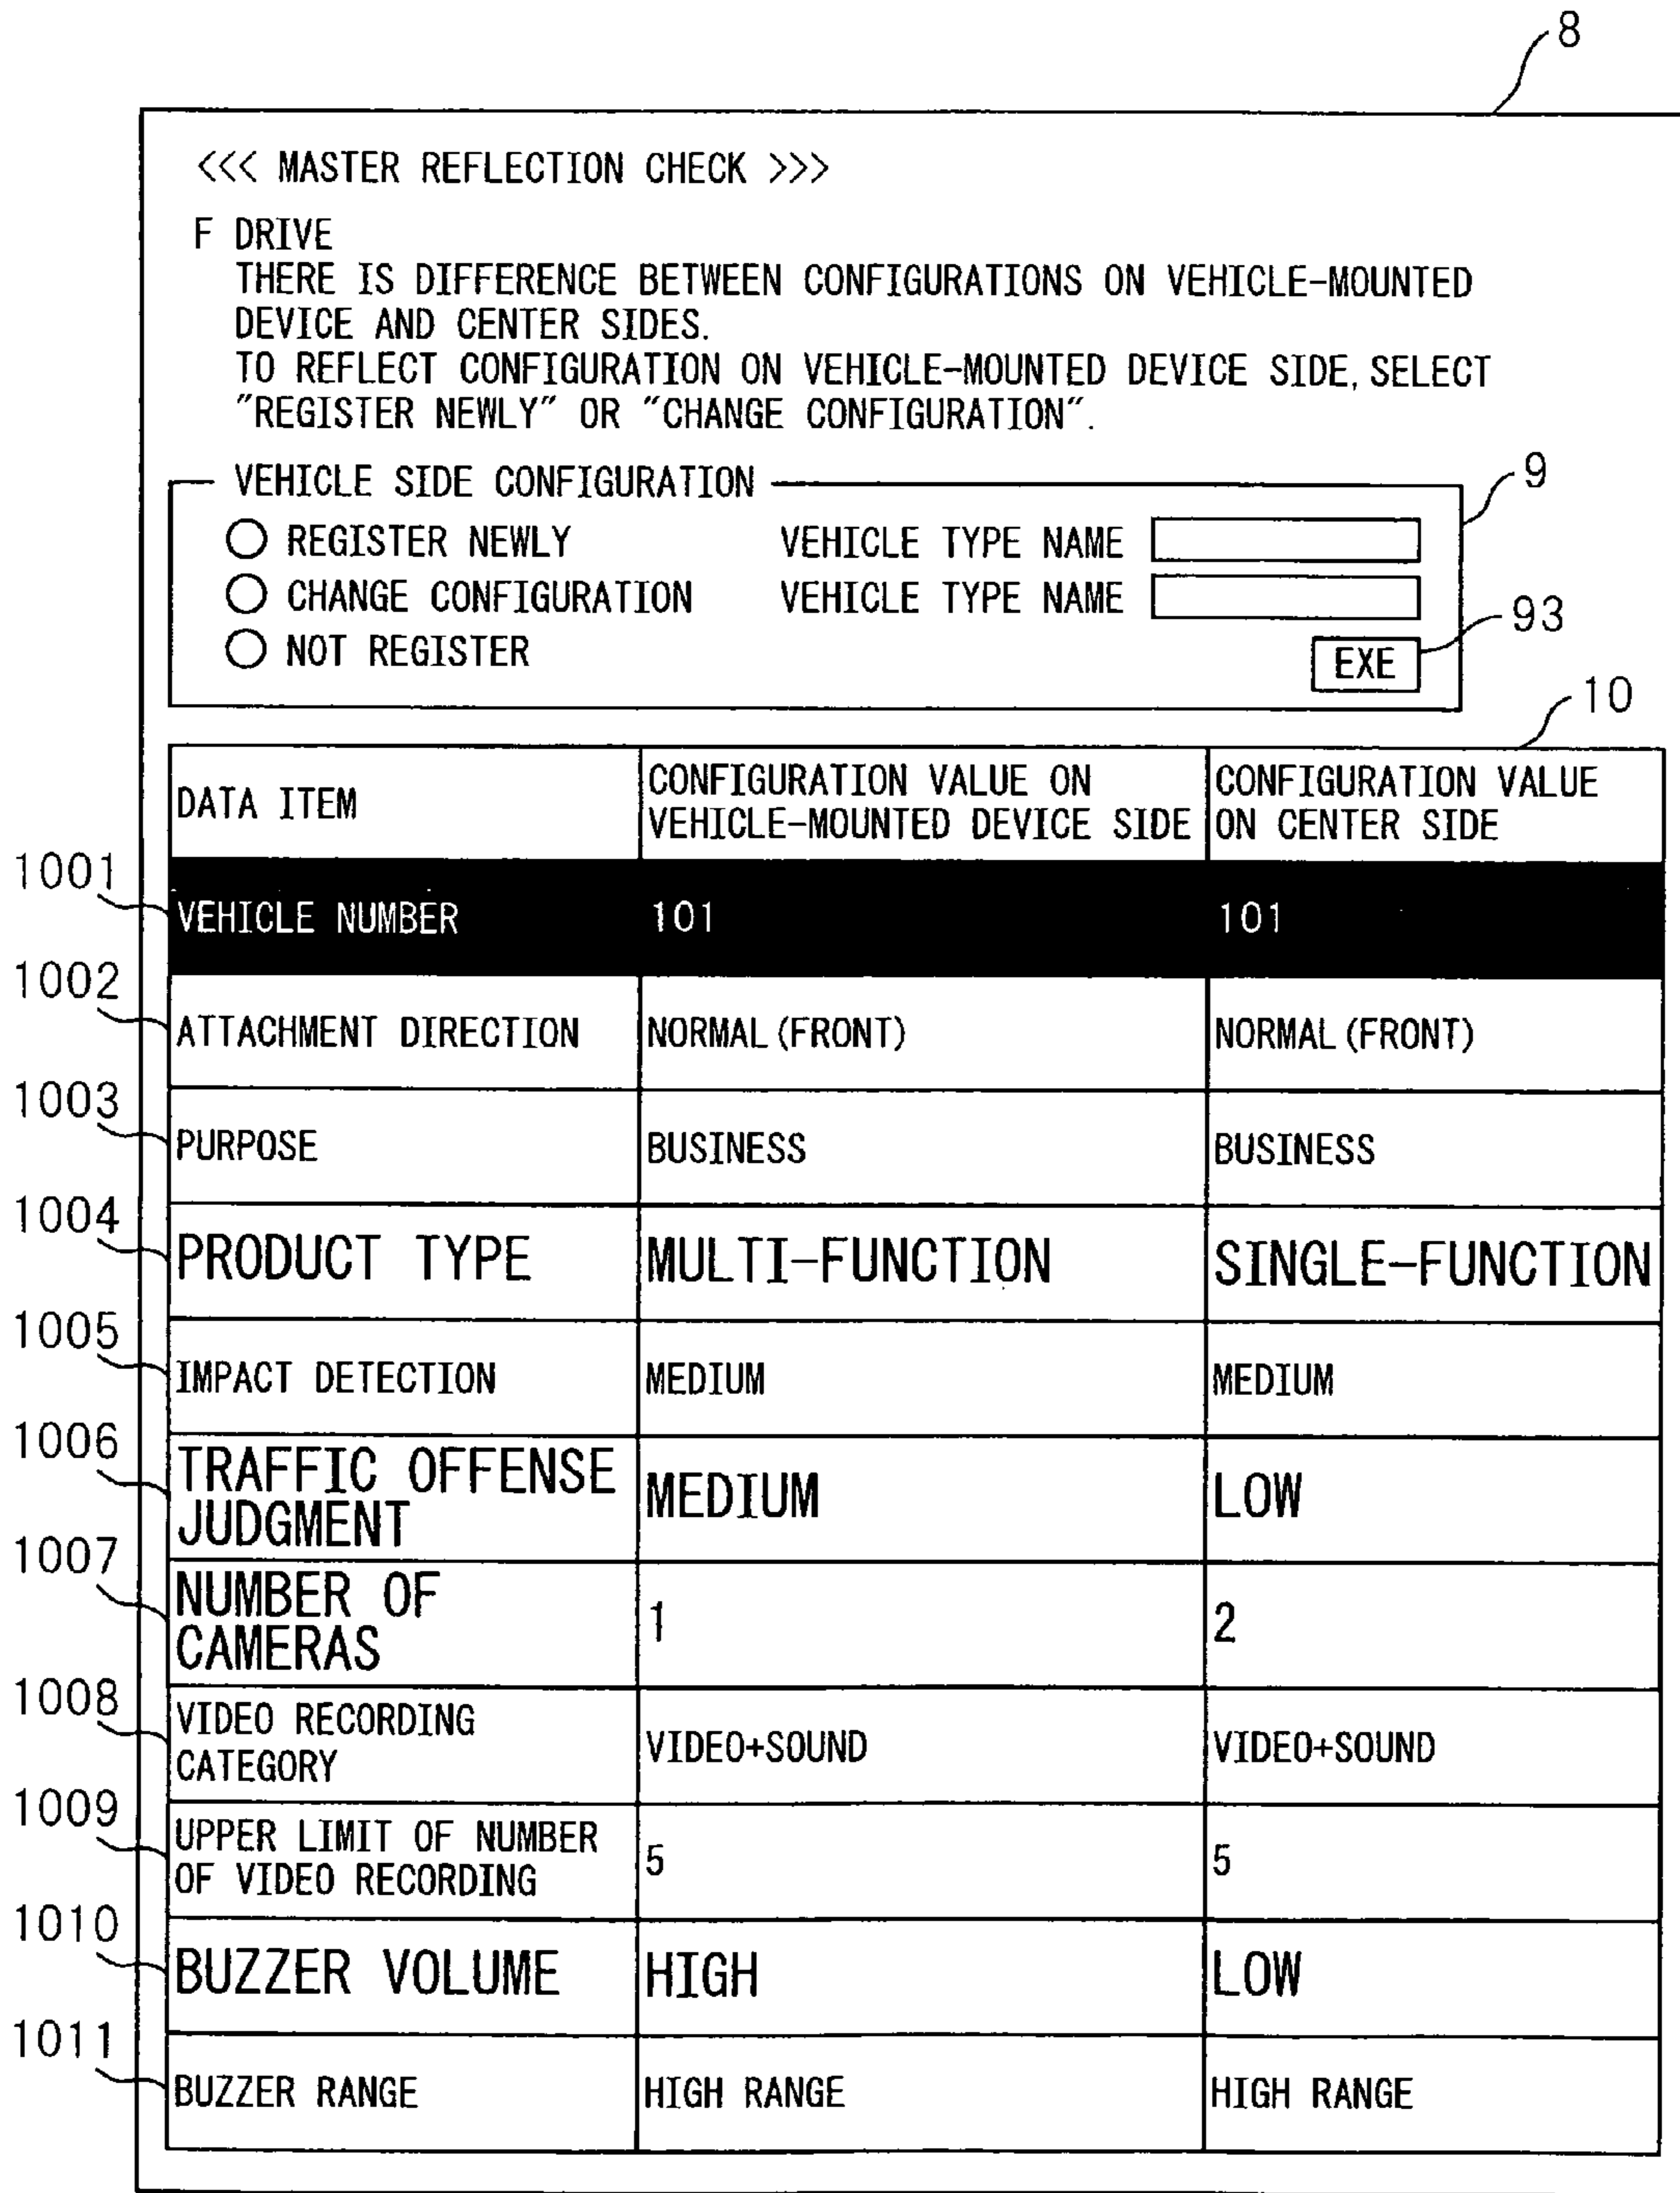 8
<<< MASTER REFLECTION CHECK >>>
F DRIVE
THERE IS DIFFERENCE BETWEEN CONFIGURATIONS ON VEHICLE-MOUNTED
DEVICE AND CENTER SIDES.
TO REFLECT CONFIGURATION ON VEHICLE-MOUNTED DEVICE SIDE, SELECT
"REGISTER NEWLY" OR "CHANGE CONFIGURATION".
VEHICLE SIDE CONFIGURATION
9
REGISTER NEWLY VEHICLE TYPE NAME
CHANGE CONFIGURATION VEHICLE TYPE NAME
93
NOT REGISTER EXE
10
DATA ITEM
CONFIGURATION VALUE ON
VEHICLE-MOUNTED DEVICE SIDE
CONFIGURATION VALUE
ON CENTER SIDE
1001
VEHICLE NUMBER 101 101
1002
ATTACHMENT DIRECTION NORMAL (FRONT) NORMAL (FRONT)
1003
PURPOSE BUSINESS BUSINESS
1004
PRODUCT TYPE MULTI-FUNCTION SINGLE-FUNCTION
1005
IMPACT DETECTION MEDIUM MEDIUM
1006
TRAFFIC OFFENSE
JUDGMENT
MEDIUM LOW
1007
NUMBER OF
CAMERAS
1 2
1008
VIDEO RECORDING
CATEGORY
VIDEO+SOUND VIDEO+SOUND
1009
UPPER LIMIT OF NUMBER
OF VIDEO RECORDING
5 5
1010
BUZZER VOLUME HIGH LOW
1011
BUZZER RANGE HIGH RANGE HIGH RANGE